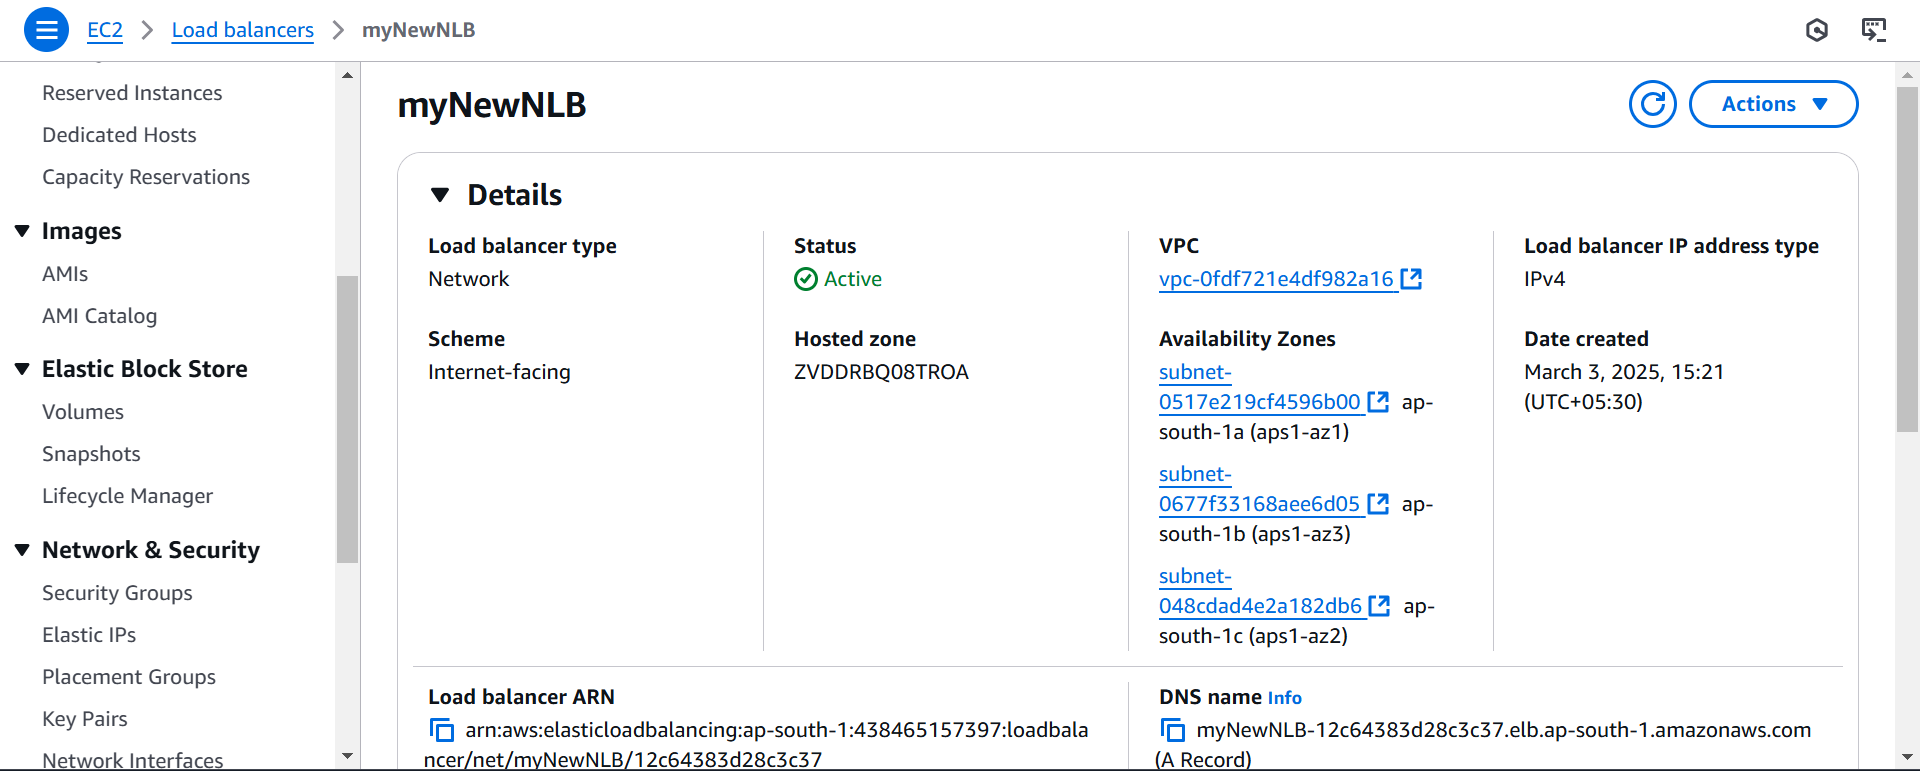 EC2 > Load balancers > myNewNLB
Reserved Instances
Dedicated Hosts
Capacity Reservations
Images
AMIs
AMI Catalog
Elastic Block Store
Volumes
Snapshots
Lifecycle Manager
Network & Security
Security Groups
Elastic IPs
Placement Groups
Key Pairs
Network Interfaces
myNewNLB
Actions
Details
Load balancer type
Network
Scheme
Internet-facing
Status
Active
Hosted zone
ZVDDRBQ08TROA
VPC
vpc-0fdf721e4df982a16
Availability Zones
subnet-
0517e219cf4596b00 ap-
south-1a (aps1-az1)
subnet-
0677f33168aee6d05 ap-
south-1b (aps1-az3)
subnet-
048cdad4e2a182db6 ap-
south-1c (aps1-az2)
Load balancer IP address type
IPv4
Date created
March 3, 2025, 15:21
(UTC+05:30)
Load balancer ARN
arn:aws:elasticloadbalancing:ap-south-1:438465157397:loadbala
ncer/net/myNewNLB/12c64383d28c3c37
DNS name Info
myNewNLB-12c64383d28c3c37.elb.ap-south-1.amazonaws.com
(A Record)